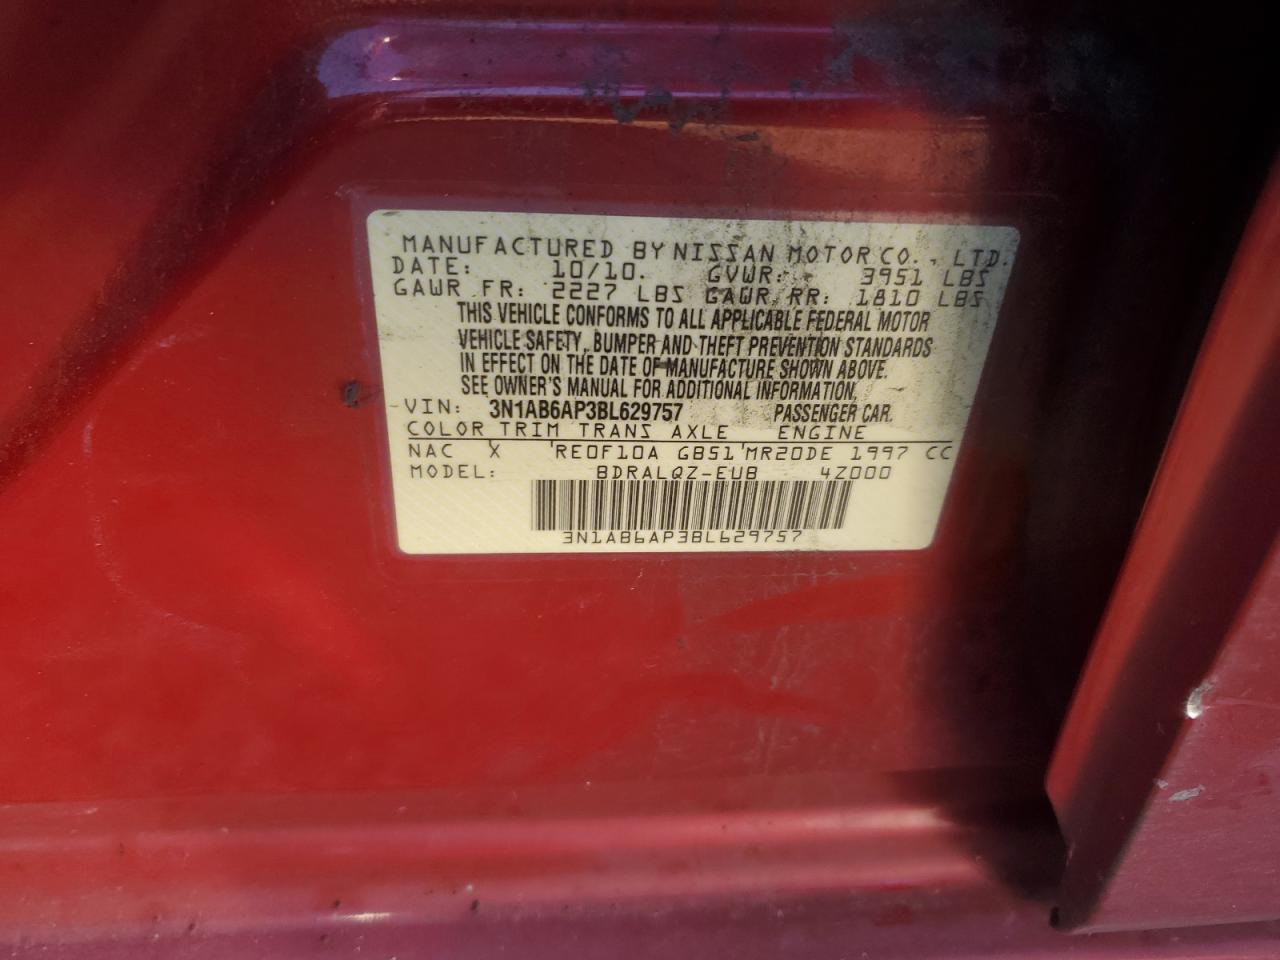 MANUFACTURED BY NISSAN MOTOR CO., LTD.
DATE: 10/10. GVWR: 3951 LBS
GAWR FR: 2227 LBS GAWR RR: 1810 LBS
THIS VEHICLE CONFORMS TO ALL APPLICABLE FEDERAL MOTOR
VEHICLE SAFETY, BUMPER AND THEFT PREVENTION STANDARDS
IN EFFECT ON THE DATE OF MANUFACTURE SHOWN ABOVE.
SEE OWNER'S MANUAL FOR ADDITIONAL INFORMATION.
VIN: 3N1AB6AP3BL629757 PASSENGER CAR.
COLOR TRIM TRANS AXLE ENGINE
NAC X RE0F10A GB51 MR20DE 1997 CC
MODEL: BDRALQZ-EUB 4Z000
3N1AB6AP3BL629757